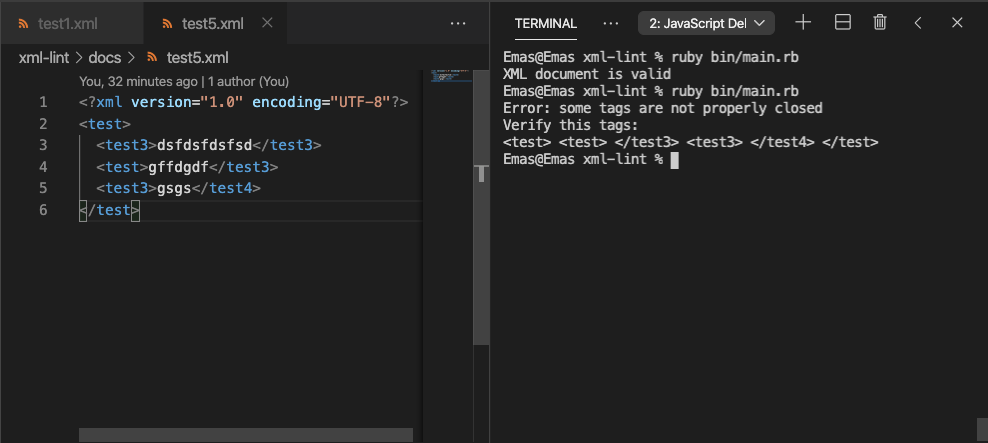 test1.xml
test5.xml
xml-lint > docs > test5.xml
You, 32 minutes ago | 1 author (You)
1 <?xml version="1.0" encoding="UTF-8"?>
2 <test>
3 <test3>dsfdsfdsfsd</test3>
4 <test>gffdgdf</test3>
5 <test3>gsgs</test4>
6 </test>
TERMINAL
2: JavaScript Del
Emas@Emas xml-lint % ruby bin/main.rb
XML document is valid
Emas@Emas xml-lint % ruby bin/main.rb
Error: some tags are not properly closed
Verify this tags:
<test> <test> </test3> <test3> </test4> </test>
Emas@Emas xml-lint %